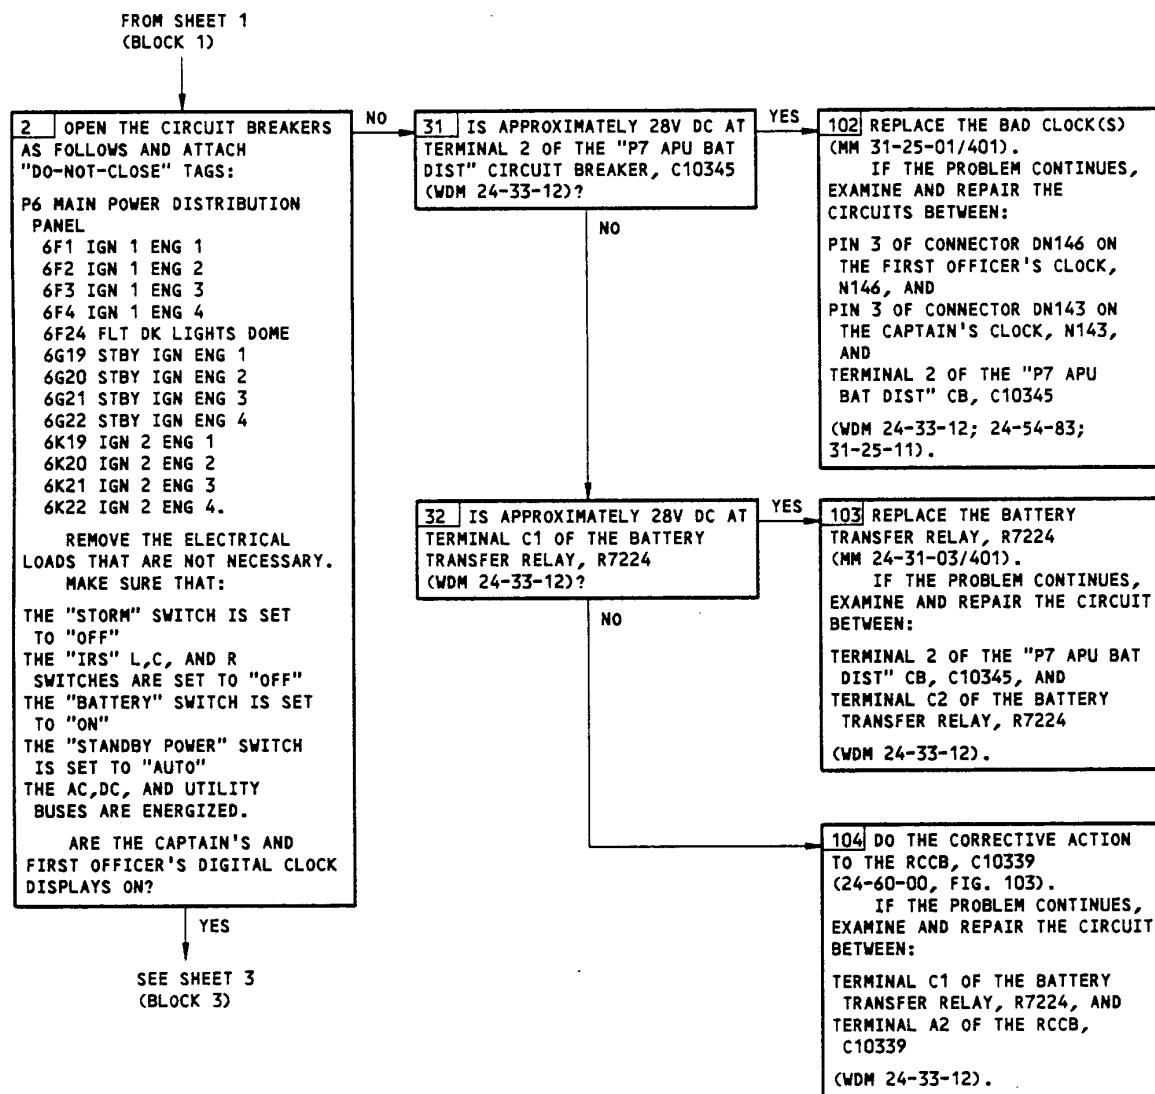 FROM SHEET 1
(BLOCK 1)
2 OPEN THE CIRCUIT BREAKERS
AS FOLLOWS AND ATTACH
"DO-NOT-CLOSE" TAGS:
P6 MAIN POWER DISTRIBUTION
PANEL
6F1 IGN 1 ENG 1
6F2 IGN 1 ENG 2
6F3 IGN 1 ENG 3
6F4 IGN 1 ENG 4
6F24 FLT DK LIGHTS DOME
6G19 STBY IGN ENG 1
6G20 STBY IGN ENG 2
6G21 STBY IGN ENG 3
6G22 STBY IGN ENG 4
6K19 IGN 2 ENG 1
6K20 IGN 2 ENG 2
6K21 IGN 2 ENG 3
6K22 IGN 2 ENG 4.
REMOVE THE ELECTRICAL
LOADS THAT ARE NOT NECESSARY.
MAKE SURE THAT:
THE "STORM" SWITCH IS SET
TO "OFF"
THE "IRS" L,C, AND R
SWITCHES ARE SET TO "OFF"
THE "BATTERY" SWITCH IS SET
TO "ON"
THE "STANDBY POWER" SWITCH
IS SET TO "AUTO"
THE AC,DC, AND UTILITY
BUSES ARE ENERGIZED.
ARE THE CAPTAIN'S AND
FIRST OFFICER'S DIGITAL CLOCK
DISPLAYS ON?
YES
SEE SHEET 3
(BLOCK 3)
NO
31 IS APPROXIMATELY 28V DC AT
TERMINAL 2 OF THE "P7 APU BAT
DIST" CIRCUIT BREAKER, C10345
(WDM 24-33-12)?
YES
NO
102 REPLACE THE BAD CLOCK(S)
(MM 31-25-01/401).
IF THE PROBLEM CONTINUES,
EXAMINE AND REPAIR THE
CIRCUITS BETWEEN:
PIN 3 OF CONNECTOR DN146 ON
THE FIRST OFFICER'S CLOCK,
N146, AND
PIN 3 OF CONNECTOR DN143 ON
THE CAPTAIN'S CLOCK, N143,
AND
TERMINAL 2 OF THE "P7 APU
BAT DIST" CB, C10345
(WDM 24-33-12; 24-54-83;
31-25-11).
32 IS APPROXIMATELY 28V DC AT
TERMINAL C1 OF THE BATTERY
TRANSFER RELAY, R7224
(WDM 24-33-12)?
YES
NO
103 REPLACE THE BATTERY
TRANSFER RELAY, R7224
(MM 24-31-03/401).
IF THE PROBLEM CONTINUES,
EXAMINE AND REPAIR THE CIRCUIT
BETWEEN:
TERMINAL 2 OF THE "P7 APU BAT
DIST" CB, C10345, AND
TERMINAL C2 OF THE BATTERY
TRANSFER RELAY, R7224
(WDM 24-33-12).
104 DO THE CORRECTIVE ACTION
TO THE RCCB, C10339
(24-60-00, FIG. 103).
IF THE PROBLEM CONTINUES,
EXAMINE AND REPAIR THE CIRCUIT
BETWEEN:
TERMINAL C1 OF THE BATTERY
TRANSFER RELAY, R7224, AND
TERMINAL A2 OF THE RCCB,
C10339
(WDM 24-33-12).